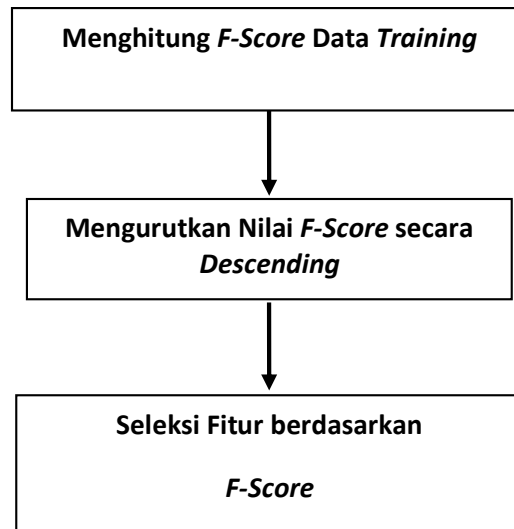 Menghitung F-Score Data Training
Mengurutkan Nilai F-Score secara
Descending
Seleksi Fitur berdasarkan
F-Score